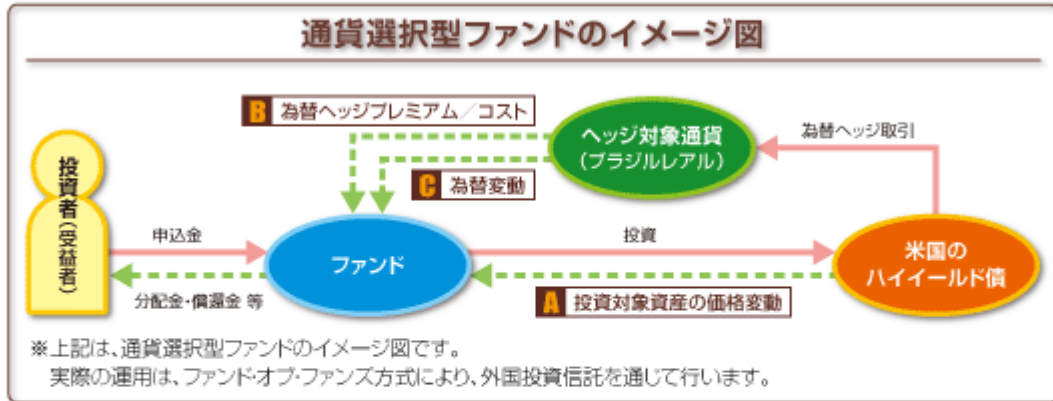 通貨選択型ファンドのイメージ図
B 為替ヘッジプレミアム／コスト
ヘッジ対象通貨
（ブラジルレアル）
為替ヘッジ取引
C 為替変動
投資者（受益者）
申込金
ファンド
投資
米国の
ハイイールド債
分配金・償還金 等
A 投資対象資産の価格変動
※上記は、通貨選択型ファンドのイメージ図です。
実際の運用は、ファンド・オブ・ファンズ方式により、外国投資信託を通じて行います。